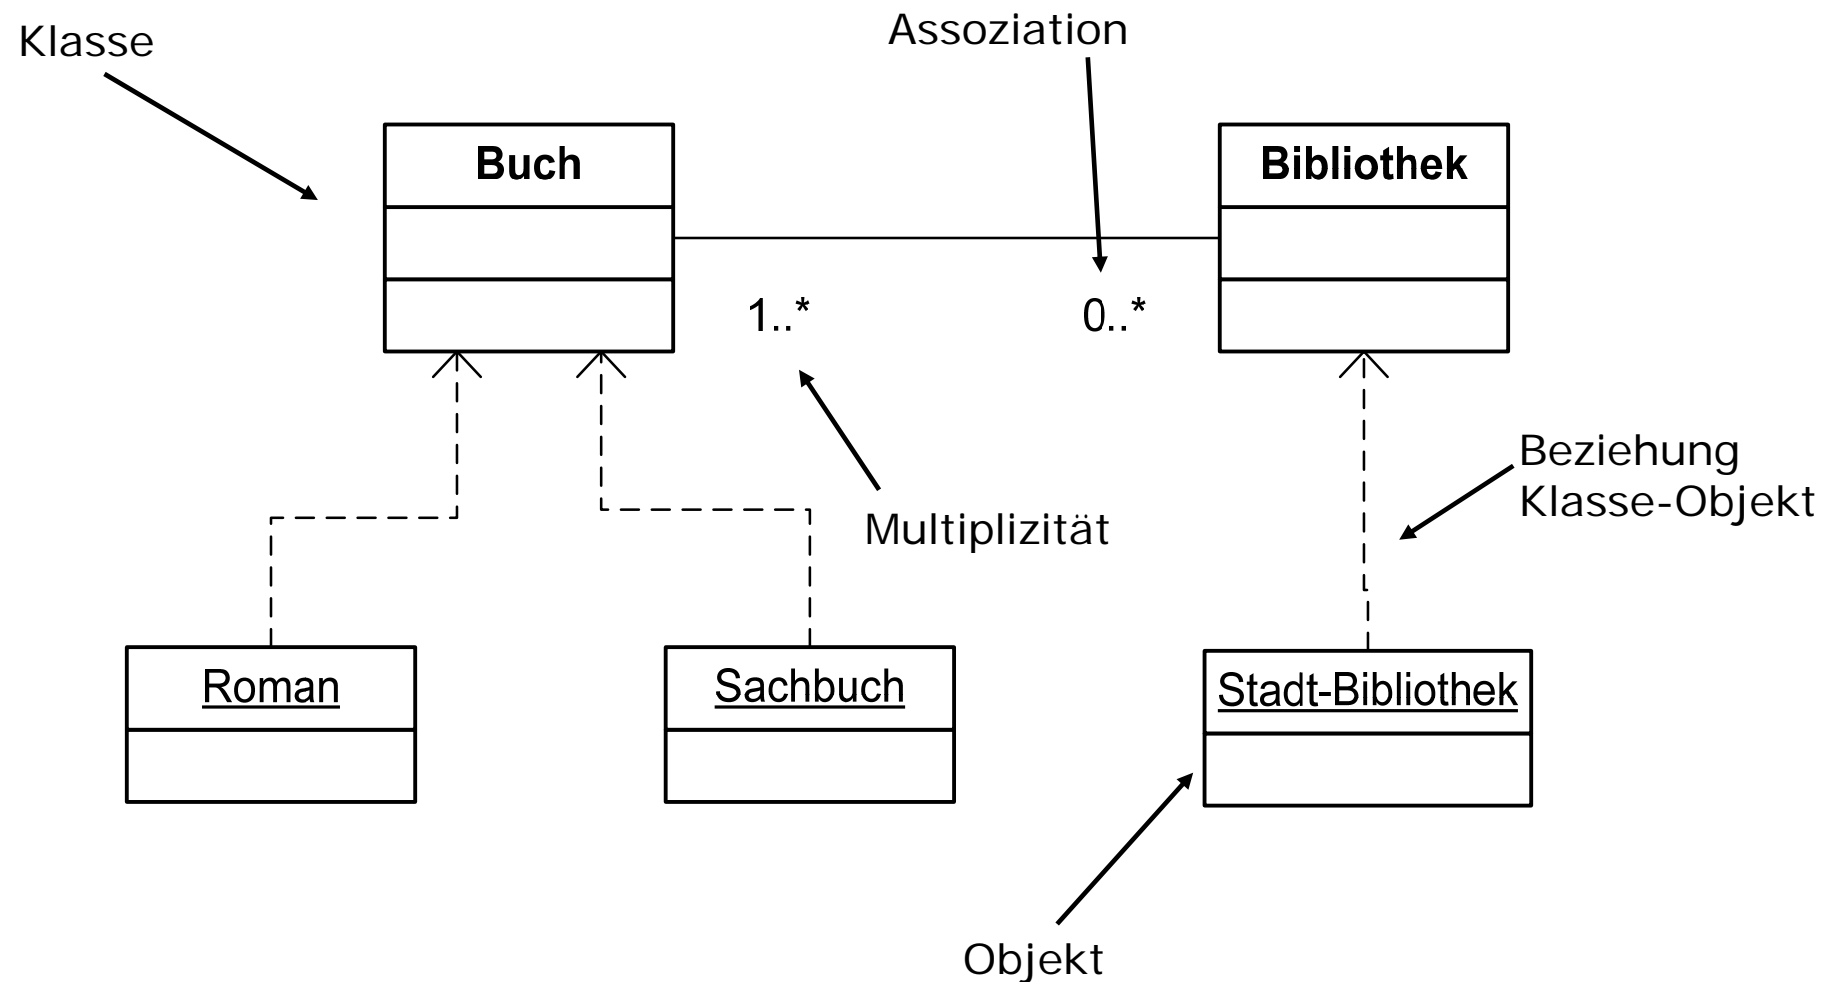 Klasse
Assoziation
Buch
Bibliothek
1..*
0..*
Multiplizität
Beziehung
Klasse-Objekt
Roman
Sachbuch
Stadt-Bibliothek
Objekt